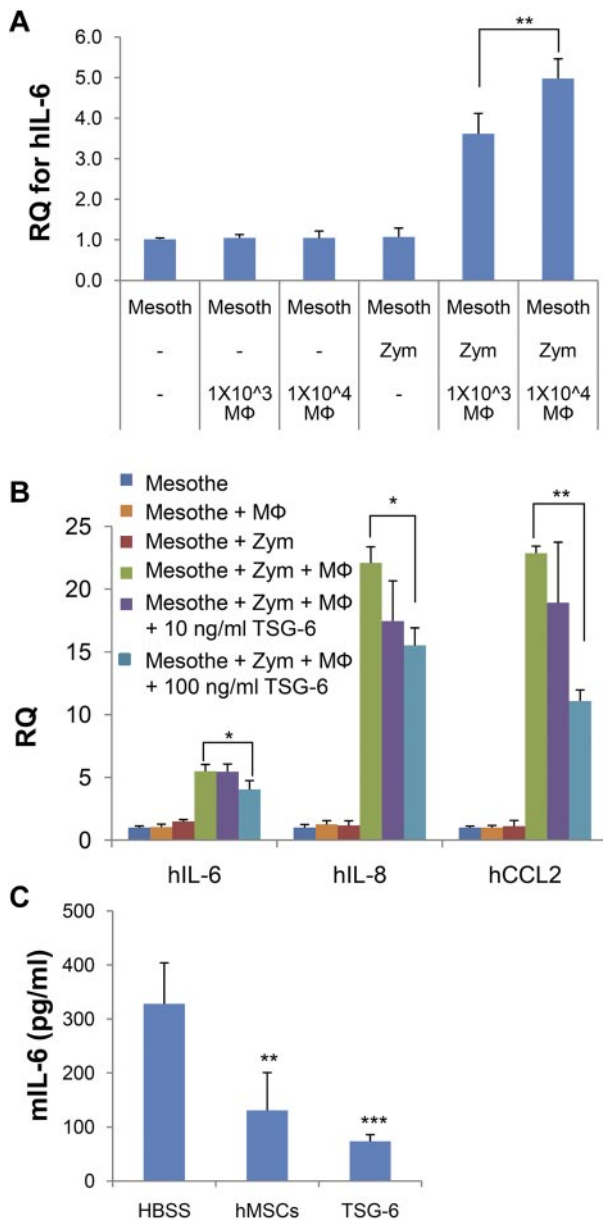 A
RQ for hIL-6
6.0
5.0
4.0
3.0
2.0
1.0
0.0
**
Mesoth Mesoth Mesoth Mesoth Mesoth Mesoth
- - - Zym Zym Zym
- 1X10^3 MΦ 1X10^4 MΦ - 1X10^3 MΦ 1X10^4 MΦ
B
Mesothe
Mesothe + MΦ
Mesothe + Zym
Mesothe + Zym + MΦ
Mesothe + Zym + MΦ
+ 10 ng/ml TSG-6
Mesothe + Zym + MΦ
+ 100 ng/ml TSG-6
RQ
25
20
15
10
5
0
*
*
**
hIL-6 hIL-8 hCCL2
C
mIL-6 (pg/ml)
500
400
300
200
100
0
**
***
HBSS hMSCs TSG-6